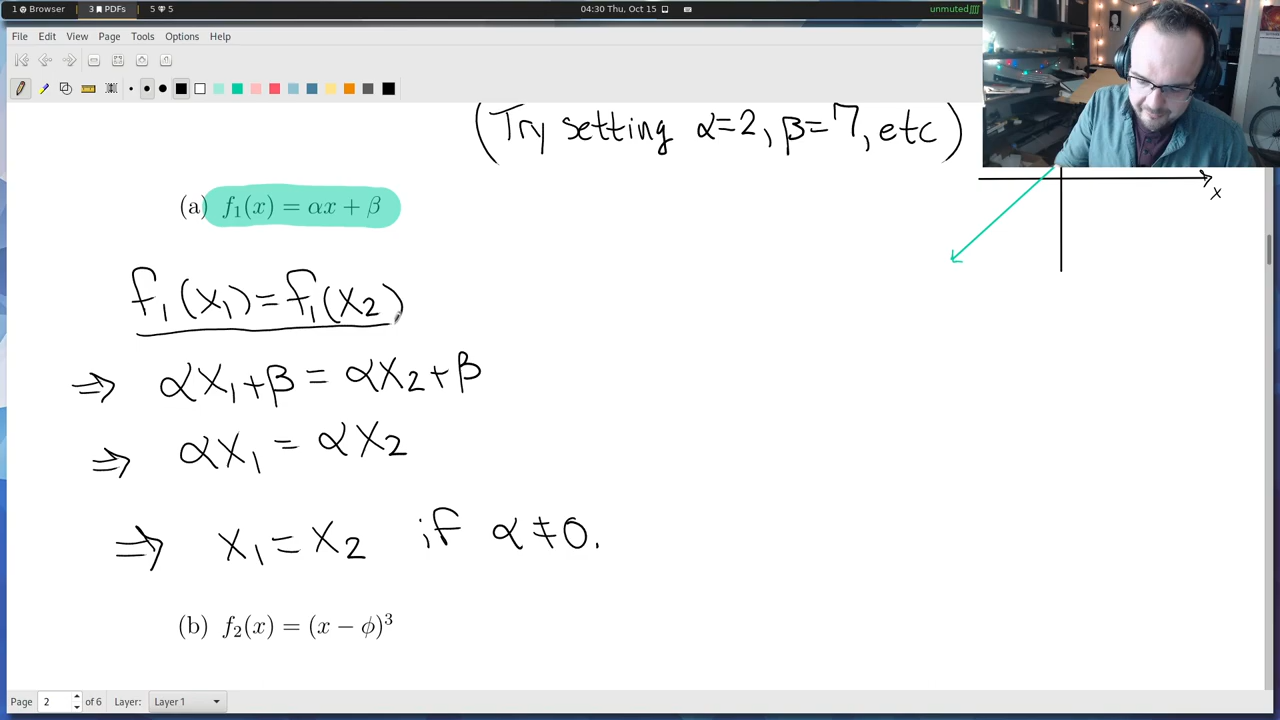 1 Browser 3 PDFs 5 5 04:30 Thu, Oct 15 unmuted
File Edit View Page Tools Options Help
(Try setting α=2, β=7, etc)
x
(a) f₁(x) = αx + β
f₁(x₁) = f₁(x₂)
⇒ αx₁+β = αx₂+β
⇒ αx₁ = αx₂
⇒ x₁ = x₂ if α≠0.
(b) f₂(x) = (x − ϕ)³
Page 2 of 6 Layer: Layer 1